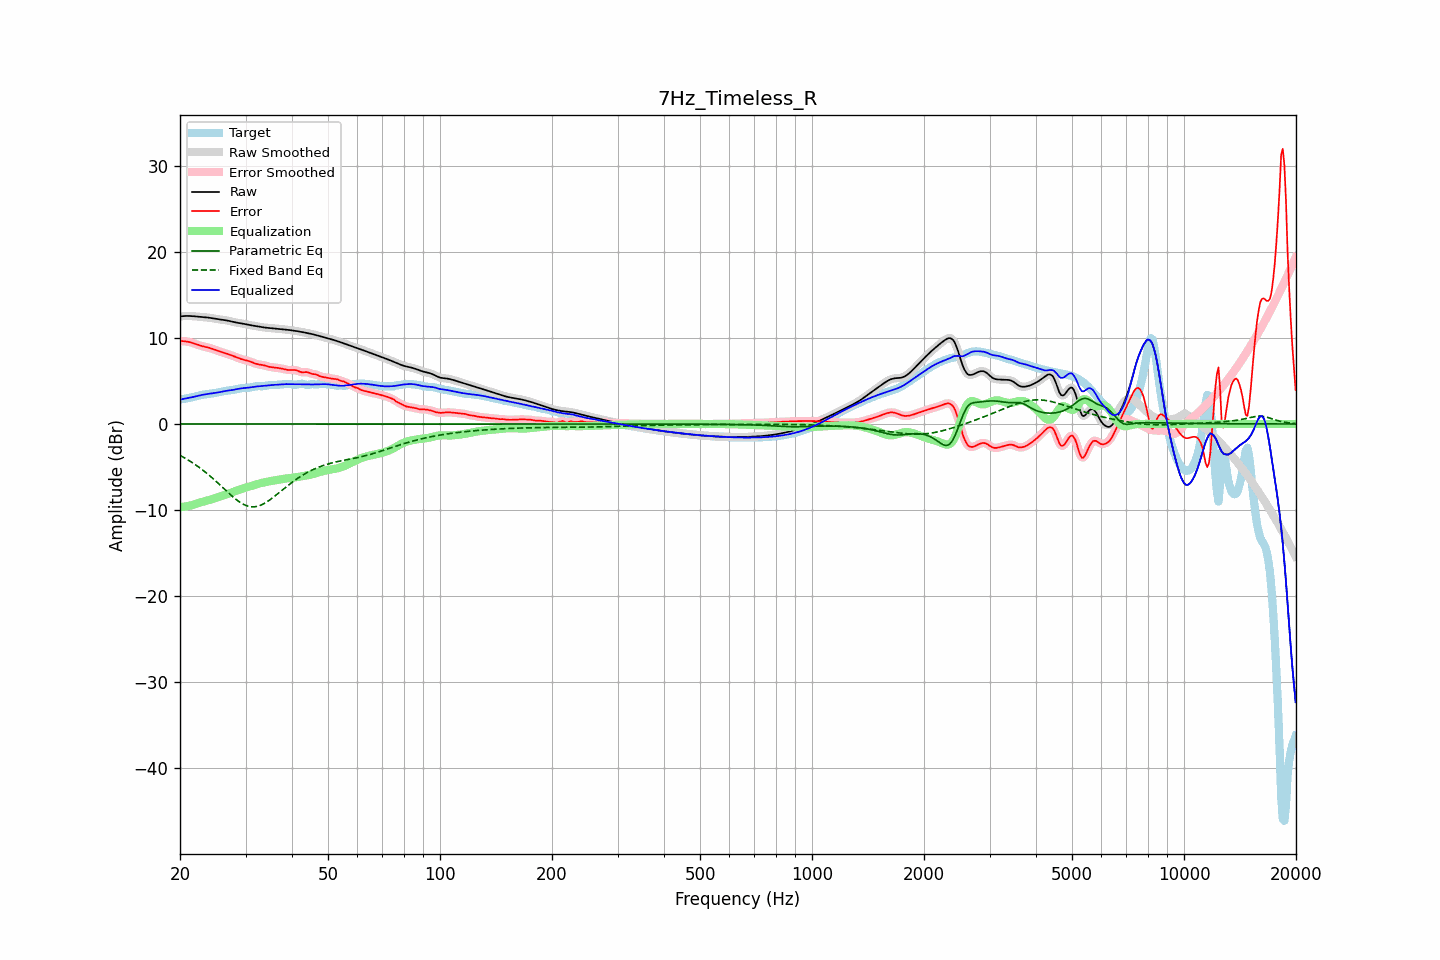 7Hz_Timeless_R
Target
Raw Smoothed
Error Smoothed
Raw
Error
Equalization
Parametric Eq
Fixed Band Eq
Equalized
30
20
10
0
−10
−20
−30
−40
Amplitude (dBr)
20
50
100
200
500
1000
2000
5000
10000
20000
Frequency (Hz)